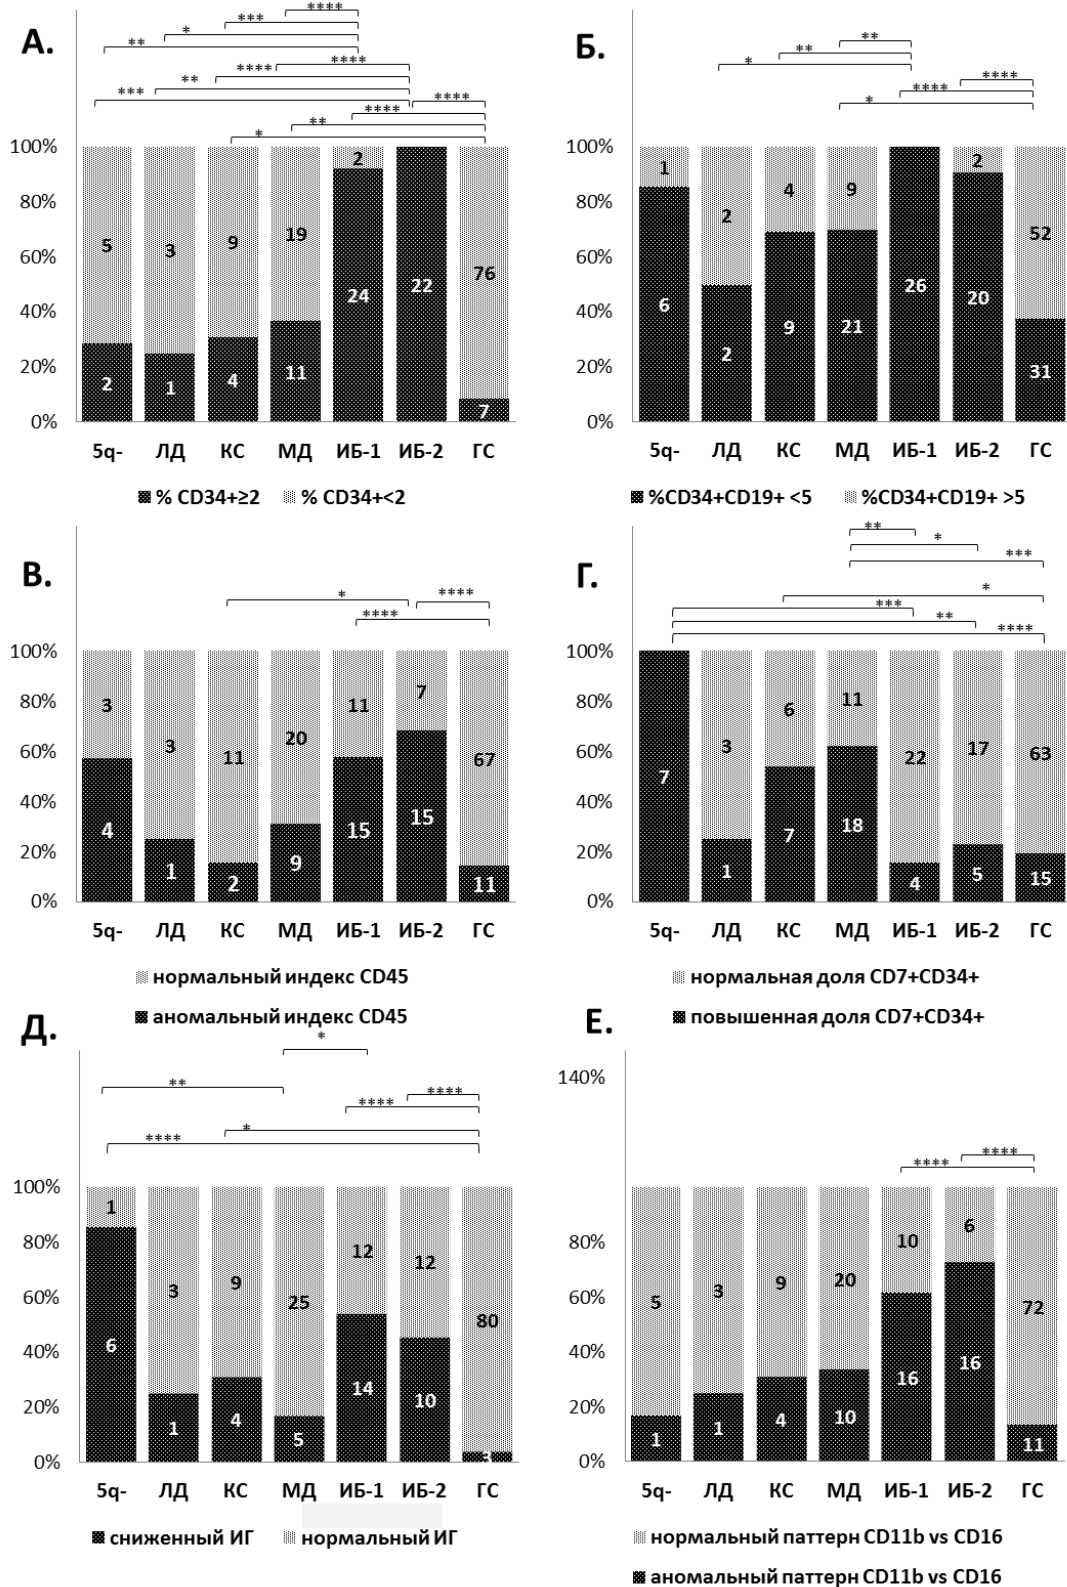 А.
****
***
*
**
****
****
**
***
****
****
**
*
100%
80%
60%
40%
20%
0%
5 3 9 19 2 76
2 1 4 11 24 22 7
5q- ЛД КС МД ИБ-1 ИБ-2 ГС
% CD34+≥2 % CD34+<2
Б.
**
**
*
****
****
*
100%
80%
60%
40%
20%
0%
1 2 4 9 2 52
6 2 9 21 26 20 31
5q- ЛД КС МД ИБ-1 ИБ-2 ГС
%CD34+CD19+ <5 %CD34+CD19+ >5
В.
*
****
****
100%
80%
60%
40%
20%
0%
3 3 11 20 11 7 67
4 1 2 9 15 15 11
5q- ЛД КС МД ИБ-1 ИБ-2 ГС
нормальный индекс CD45
аномальный индекс CD45
Г.
**
*
***
*
***
**
****
100%
80%
60%
40%
20%
0%
3 6 11 22 17 63
7 1 7 18 4 5 15
5q- ЛД КС МД ИБ-1 ИБ-2 ГС
нормальная доля CD7+CD34+
повышенная доля CD7+CD34+
Д.
*
**
****
****
*
****
100%
80%
60%
40%
20%
0%
1 3 9 25 12 12 80
6 1 4 5 14 10 3
5q- ЛД КС МД ИБ-1 ИБ-2 ГС
сниженный ИГ нормальный ИГ
Е.
140%
****
****
80%
60%
40%
20%
0%
5 3 9 20 10 6 72
1 1 4 10 16 16 11
5q- ЛД КС МД ИБ-1 ИБ-2 ГС
нормальный паттерн CD11b vs CD16
аномальный паттерн CD11b vs CD16